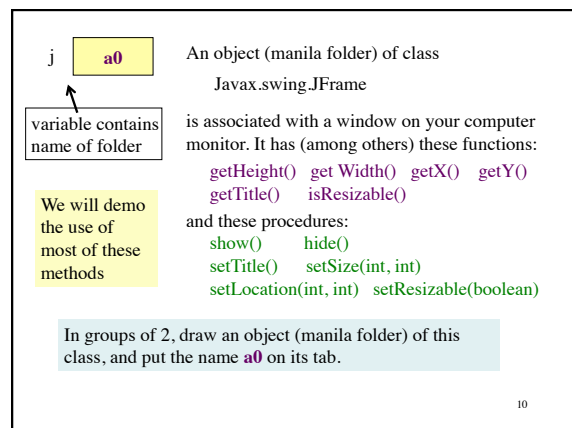 j a0
variable contains
name of folder
We will demo
the use of
most of these
methods
An object (manila folder) of class
Javax.swing.JFrame
is associated with a window on your computer
monitor. It has (among others) these functions:
getHeight() get Width() getX() getY()
getTitle() isResizable()
and these procedures:
show() hide()
setTitle() setSize(int, int)
setLocation(int, int) setResizable(boolean)
In groups of 2, draw an object (manila folder) of this
class, and put the name a0 on its tab.
10